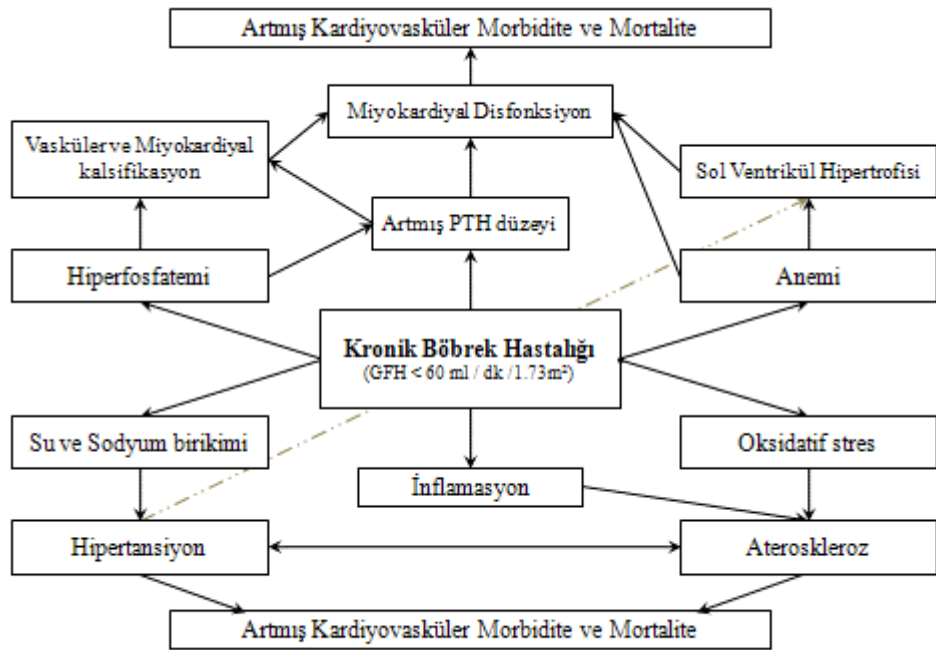 Artmış Kardiyovasküler Morbidite ve Mortalite
Miyokardiyal Disfonksiyon
Vasküler ve Miyokardiyal
kalsifikasyon
Sol Ventrikül Hipertrofisi
Artmış PTH düzeyi
Hiperfosfatemi
Anemi
Kronik Böbrek Hastalığı
(GFH < 60 ml / dk /1.73m²)
Su ve Sodyum birikimi
Oksidatif stres
İnflamasyon
Hipertansiyon
Ateroskleroz
Artmış Kardiyovasküler Morbidite ve Mortalite